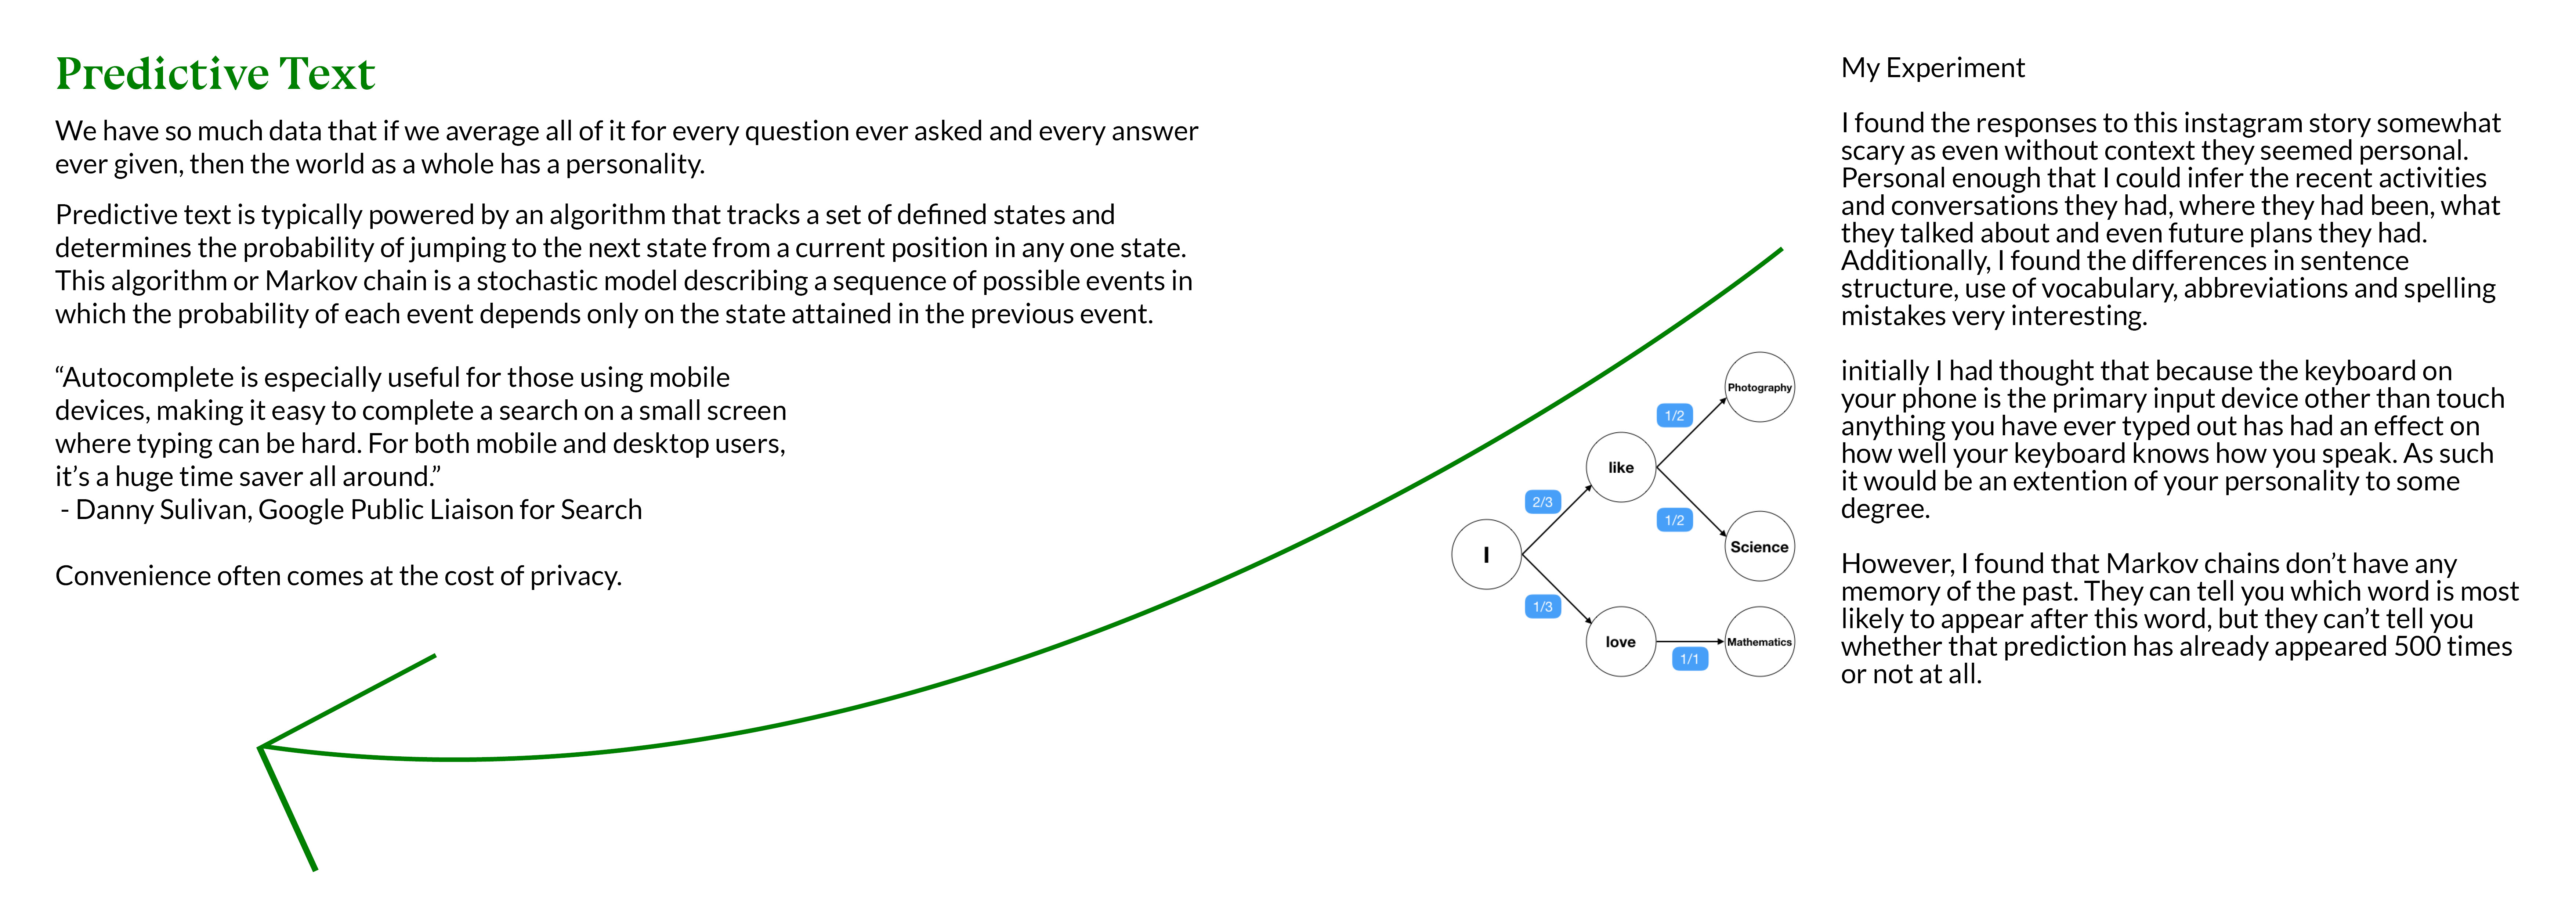 Predictive Text
We have so much data that if we average all of it for every question ever asked and every answer
ever given, then the world as a whole has a personality.
Predictive text is typically powered by an algorithm that tracks a set of defined states and
determines the probability of jumping to the next state from a current position in any one state.
This algorithm or Markov chain is a stochastic model describing a sequence of possible events in
which the probability of each event depends only on the state attained in the previous event.
“Autocomplete is especially useful for those using mobile
devices, making it easy to complete a search on a small screen
where typing can be hard. For both mobile and desktop users,
it’s a huge time saver all around.”
- Danny Sulivan, Google Public Liaison for Search
Convenience often comes at the cost of privacy.
I
2/3
1/3
like
love
1/2
1/2
1/1
Photography
Science
Mathematics
My Experiment
I found the responses to this instagram story somewhat
scary as even without context they seemed personal.
Personal enough that I could infer the recent activities
and conversations they had, where they had been, what
they talked about and even future plans they had.
Additionally, I found the differences in sentence
structure, use of vocabulary, abbreviations and spelling
mistakes very interesting.
initially I had thought that because the keyboard on
your phone is the primary input device other than touch
anything you have ever typed out has had an effect on
how well your keyboard knows how you speak. As such
it would be an extention of your personality to some
degree.
However, I found that Markov chains don’t have any
memory of the past. They can tell you which word is most
likely to appear after this word, but they can’t tell you
whether that prediction has already appeared 500 times
or not at all.